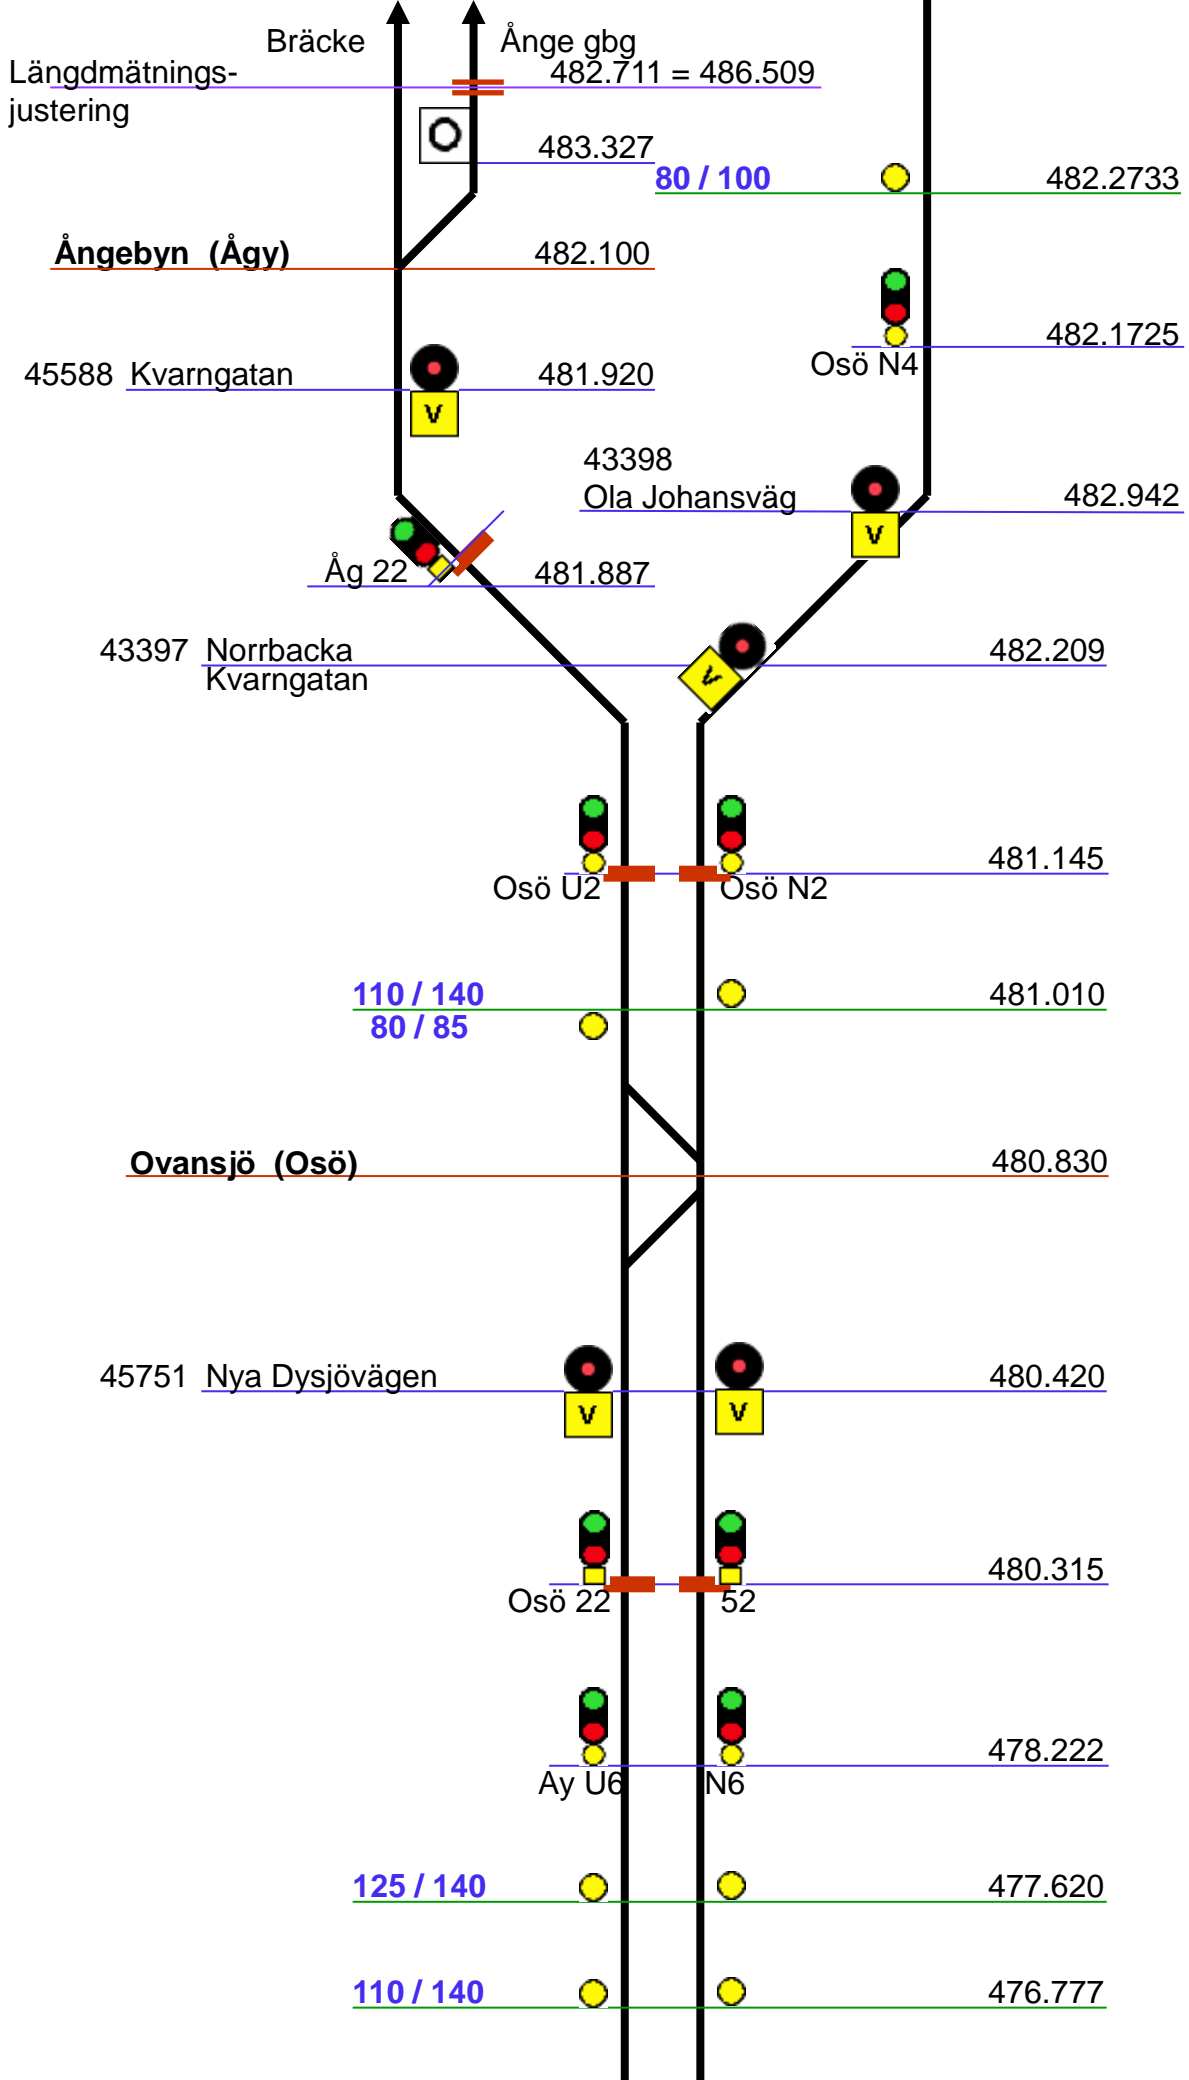 Bräcke
Ånge gbg
Längdmätnings-
justering
482.711 = 486.509
O
483.327
80 / 100
482.2733
Ångebyn (Ågy)
482.100
482.1725
Osö N4
45588 Kvarngatan
481.920
V
43398
Ola Johansväg
482.942
V
Åg 22
481.887
43397 Norrbacka
Kvarngatan
482.209
V
481.145
Osö U2
Osö N2
110 / 140
481.010
80 / 85
Ovansjö (Osö)
480.830
45751 Nya Dysjövägen
480.420
V
V
480.315
Osö 22
52
478.222
Ay U6
N6
125 / 140
477.620
110 / 140
476.777